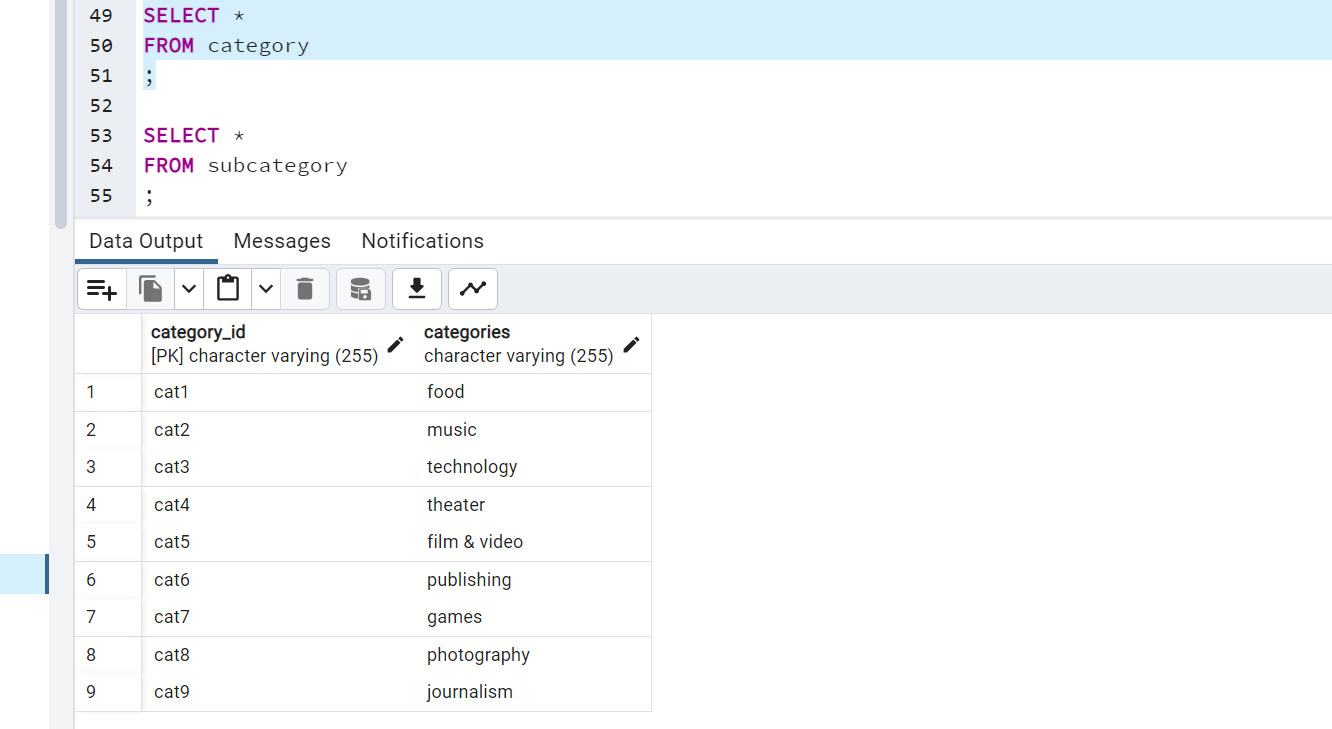 49 SELECT *
50 FROM category
51 ;
52
53 SELECT *
54 FROM subcategory
55 ;
Data Output Messages Notifications
category_id categories
[PK] character varying (255) character varying (255)
1 cat1 food
2 cat2 music
3 cat3 technology
4 cat4 theater
5 cat5 film & video
6 cat6 publishing
7 cat7 games
8 cat8 photography
9 cat9 journalism